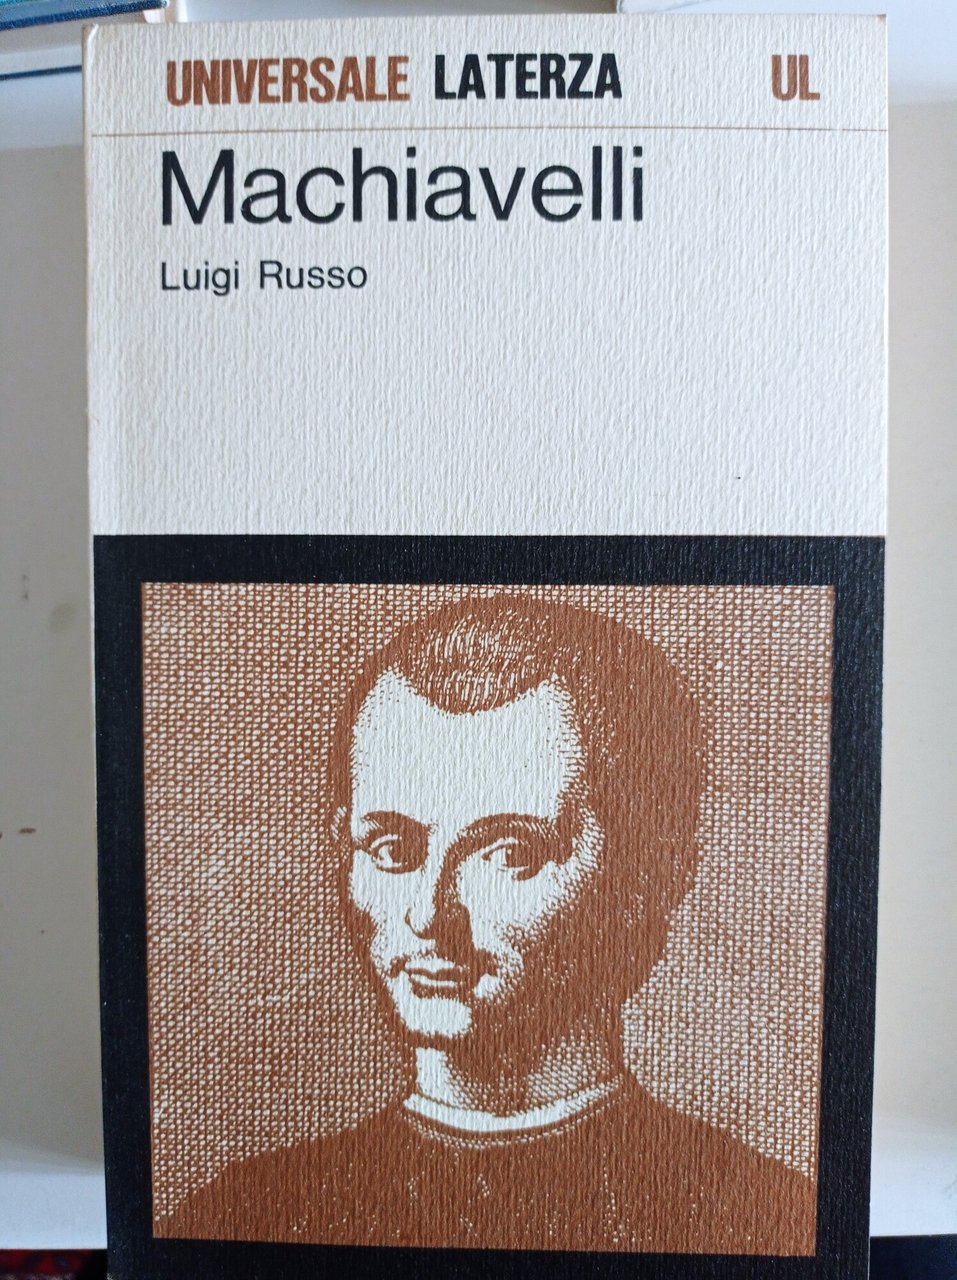 UNIVERSALE LATERZA UL
Machiavelli
Luigi Russo